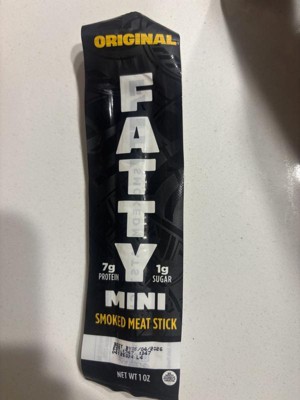 ORIGINAL
FATTY
7g
PROTEIN
1g
SUGAR
MINI
SMOKED MEAT STICK
NET WT 1 OZ